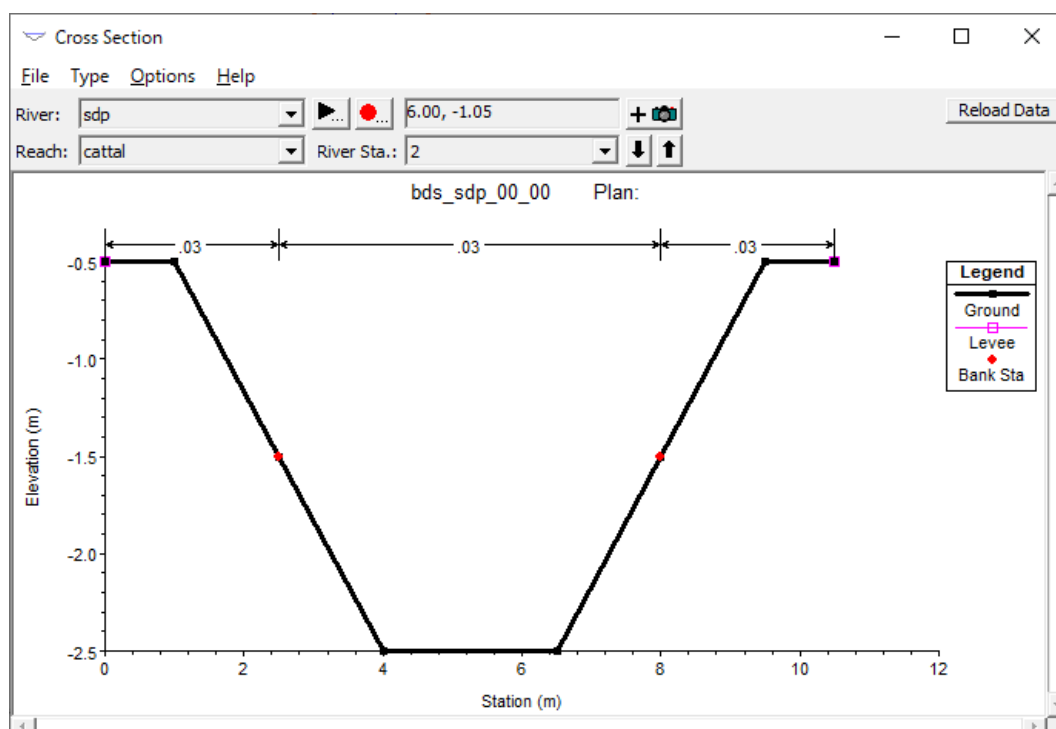 Cross Section
File Type Options Help
River: sdp ... ... 6.00, -1.05 + Reload Data
Reach: cattal River Sta.: 2
bds_sdp_00_00 Plan:
.03 .03 .03
-0.5
-1.0
-1.5
-2.0
-2.5
0 2 4 6 8 10 12
Elevation (m)
Station (m)
Legend
Ground
Levee
Bank Sta